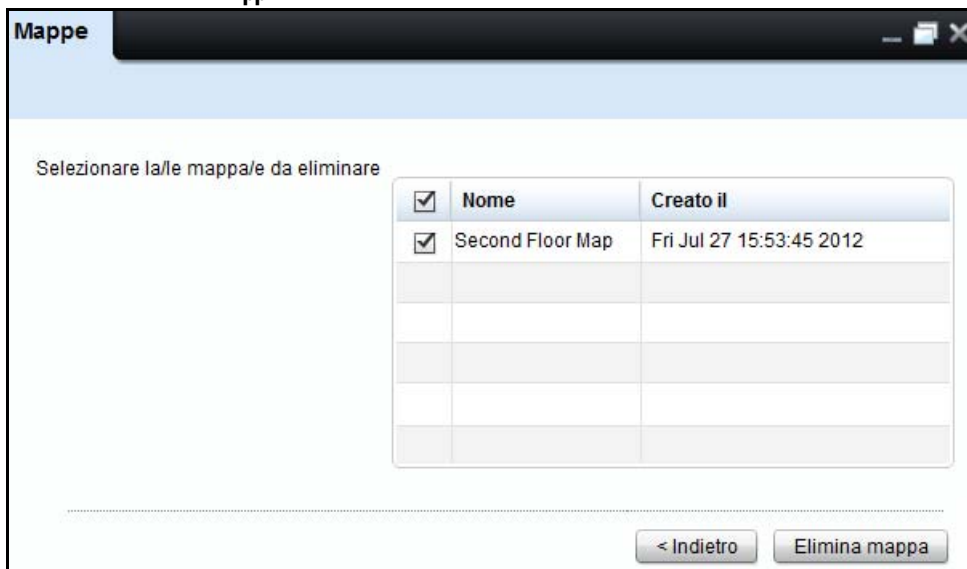 Mappe
Selezionare la/le mappa/e da eliminare
Nome Creato il
Second Floor Map Fri Jul 27 15:53:45 2012
< Indietro Elimina mappa